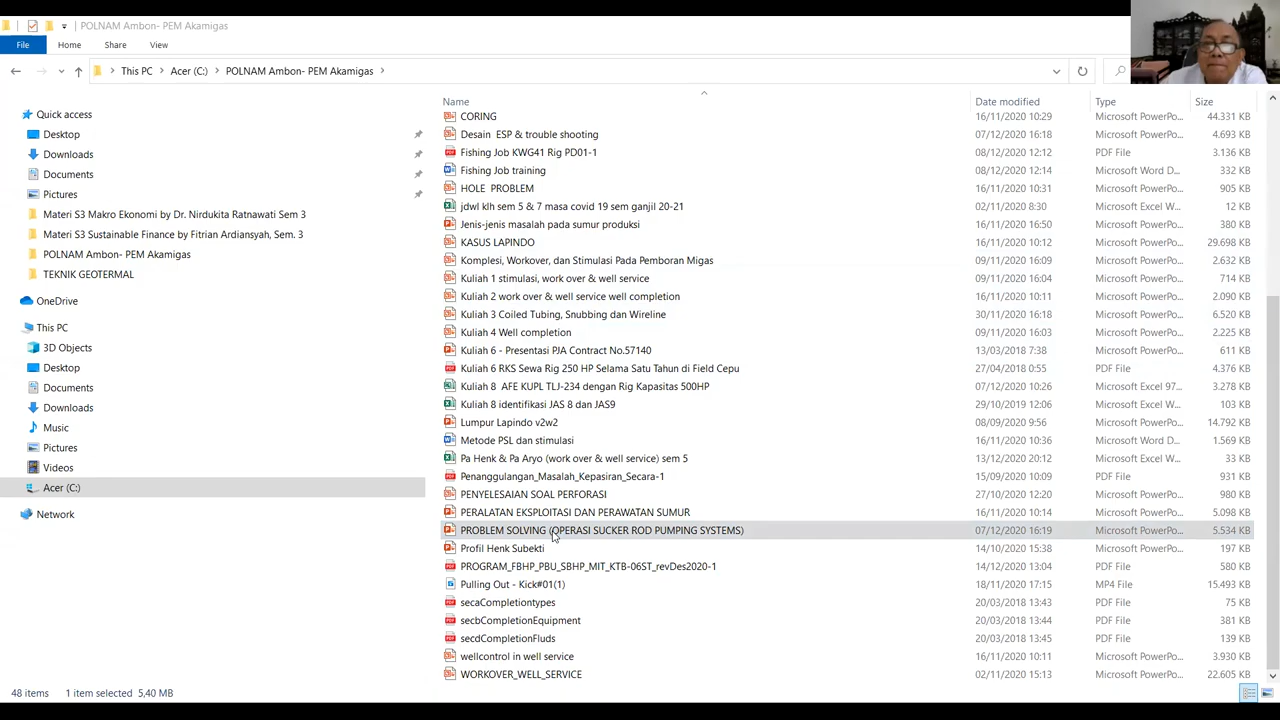 POLNAM Ambon- PEM Akamigas
File Home Share View
This PC Acer (C:) POLNAM Ambon- PEM Akamigas
Quick access
Desktop
Downloads
Documents
Pictures
Materi S3 Makro Ekonomi by Dr. Nirdukita Ratnawati Sem 3
Materi S3 Sustainable Finance by Fitrian Ardiansyah, Sem. 3
POLNAM Ambon- PEM Akamigas
TEKNIK GEOTERMAL
OneDrive
This PC
3D Objects
Desktop
Documents
Downloads
Music
Pictures
Videos
Acer (C:)
Network
Name Date modified Type Size
CORING 16/11/2020 10:29 Microsoft PowerPo... 44.331 KB
Desain ESP & trouble shooting 07/12/2020 16:18 Microsoft PowerPo... 4.693 KB
Fishing Job KWG41 Rig PD01-1 08/12/2020 12:12 PDF File 3.136 KB
Fishing Job training 08/12/2020 12:14 Microsoft Word D... 332 KB
HOLE PROBLEM 16/11/2020 10:31 Microsoft PowerPo... 905 KB
jdwl klh sem 5 & 7 masa covid 19 sem ganjil 20-21 02/11/2020 8:30 Microsoft Excel W... 12 KB
Jenis-jenis masalah pada sumur produksi 16/11/2020 16:50 Microsoft PowerPo... 380 KB
KASUS LAPINDO 16/11/2020 10:12 Microsoft PowerPo... 29.698 KB
Komplesi, Workover, dan Stimulasi Pada Pemboran Migas 09/11/2020 16:09 Microsoft PowerPo... 2.632 KB
Kuliah 1 stimulasi, work over & well service 09/11/2020 16:04 Microsoft PowerPo... 714 KB
Kuliah 2 work over & well service well completion 16/11/2020 10:11 Microsoft PowerPo... 2.090 KB
Kuliah 3 Coiled Tubing, Snubbing dan Wireline 30/11/2020 16:18 Microsoft PowerPo... 6.520 KB
Kuliah 4 Well completion 09/11/2020 16:03 Microsoft PowerPo... 2.225 KB
Kuliah 6 - Presentasi PJA Contract No.57140 13/03/2018 7:38 Microsoft PowerPo... 611 KB
Kuliah 6 RKS Sewa Rig 250 HP Selama Satu Tahun di Field Cepu 27/04/2018 0:55 PDF File 4.376 KB
Kuliah 8 AFE KUPL TLJ-234 dengan Rig Kapasitas 500HP 07/12/2020 10:26 Microsoft Excel 97... 3.278 KB
Kuliah 8 identifikasi JAS 8 dan JAS9 29/10/2019 12:06 Microsoft Excel W... 103 KB
Lumpur Lapindo v2w2 08/09/2020 9:56 Microsoft PowerPo... 14.792 KB
Metode PSL dan stimulasi 16/11/2020 10:36 Microsoft Word D... 1.569 KB
Pa Henk & Pa Aryo (work over & well service) sem 5 13/12/2020 20:12 Microsoft Excel W... 33 KB
Penanggulangan_Masalah_Kepasiran_Secara-1 15/09/2020 10:09 PDF File 931 KB
PENYELESAIAN SOAL PERFORASI 27/10/2020 12:20 Microsoft PowerPo... 980 KB
PERALATAN EKSPLOITASI DAN PERAWATAN SUMUR 16/11/2020 10:14 Microsoft PowerPo... 5.098 KB
PROBLEM SOLVING (OPERASI SUCKER ROD PUMPING SYSTEMS) 07/12/2020 16:19 Microsoft PowerPo... 5.534 KB
Profil Henk Subekti 14/10/2020 15:38 Microsoft PowerPo... 197 KB
PROGRAM_FBHP_PBU_SBHP_MIT_KTB-06ST_revDes2020-1 14/12/2020 13:04 PDF File 580 KB
Pulling Out - Kick#01(1) 18/11/2020 17:15 MP4 File 15.493 KB
secaCompletiontypes 20/03/2018 13:43 PDF File 75 KB
secbCompletionEquipment 20/03/2018 13:44 PDF File 381 KB
secdCompletionFluds 20/03/2018 13:45 PDF File 139 KB
wellcontrol in well service 16/11/2020 10:11 Microsoft PowerPo... 3.930 KB
WORKOVER_WELL_SERVICE 02/11/2020 15:13 Microsoft PowerPo... 22.605 KB
48 items 1 item selected 5,40 MB